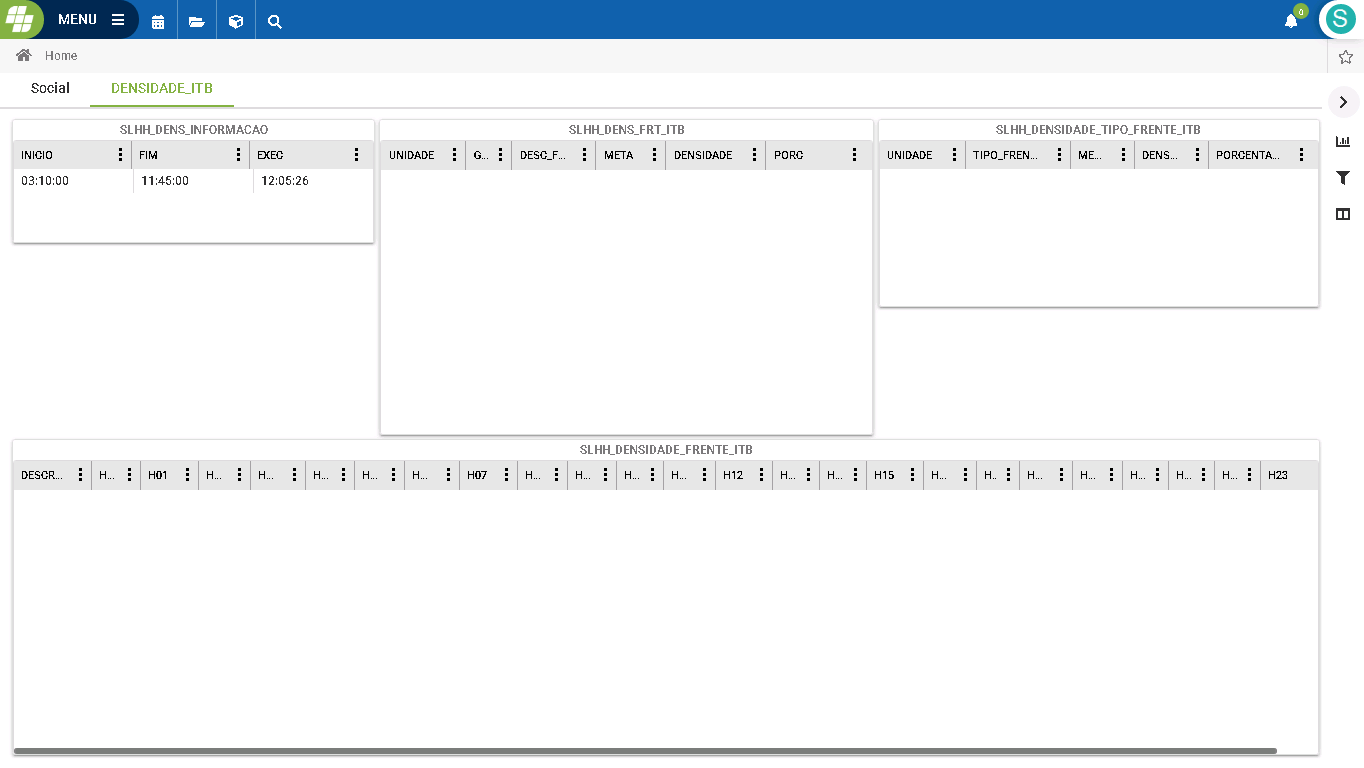 MENU
0
S
Home
Social DENSIDADE_ITB
SLHH_DENS_INFORMACAO
INICIO FIM EXEC
03:10:00 11:45:00 12:05:26
SLHH_DENS_FRT_ITB
UNIDADE G... DESC_F... META DENSIDADE PORC
SLHH_DENSIDADE_TIPO_FRENTE_ITB
UNIDADE TIPO_FREN... ME... DENS... PORCENTA...
SLHH_DENSIDADE_FRENTE_ITB
DESCR... H... H01 H... H... H... H... H... H07 H... H... H... H... H12 H... H... H15 H... H.. H... H... H... H... H... H23